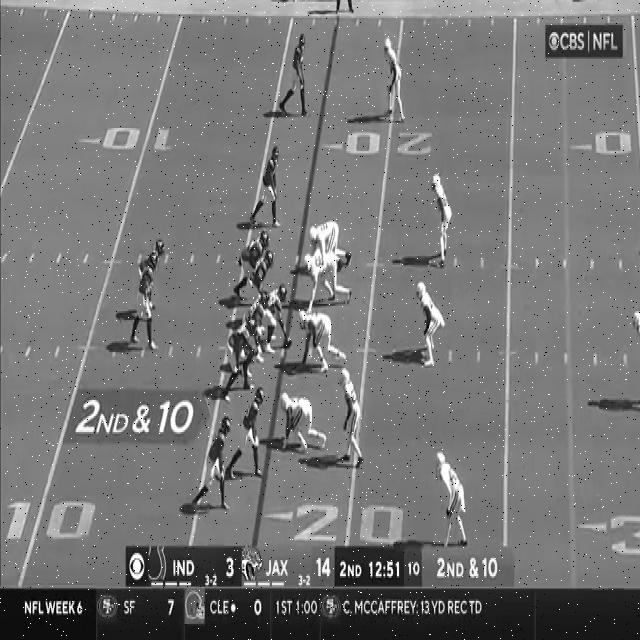 CBS | NFL
10
20
0
2ND & 10
10
20
3
IND 3-2 3 JAX 3-2 14 2ND 12:51 10 2ND & 10
NFL WEEK 6 SF 7 CLE 0 1ST 1:00 C. MCCAFFREY: 13 YD REC TD